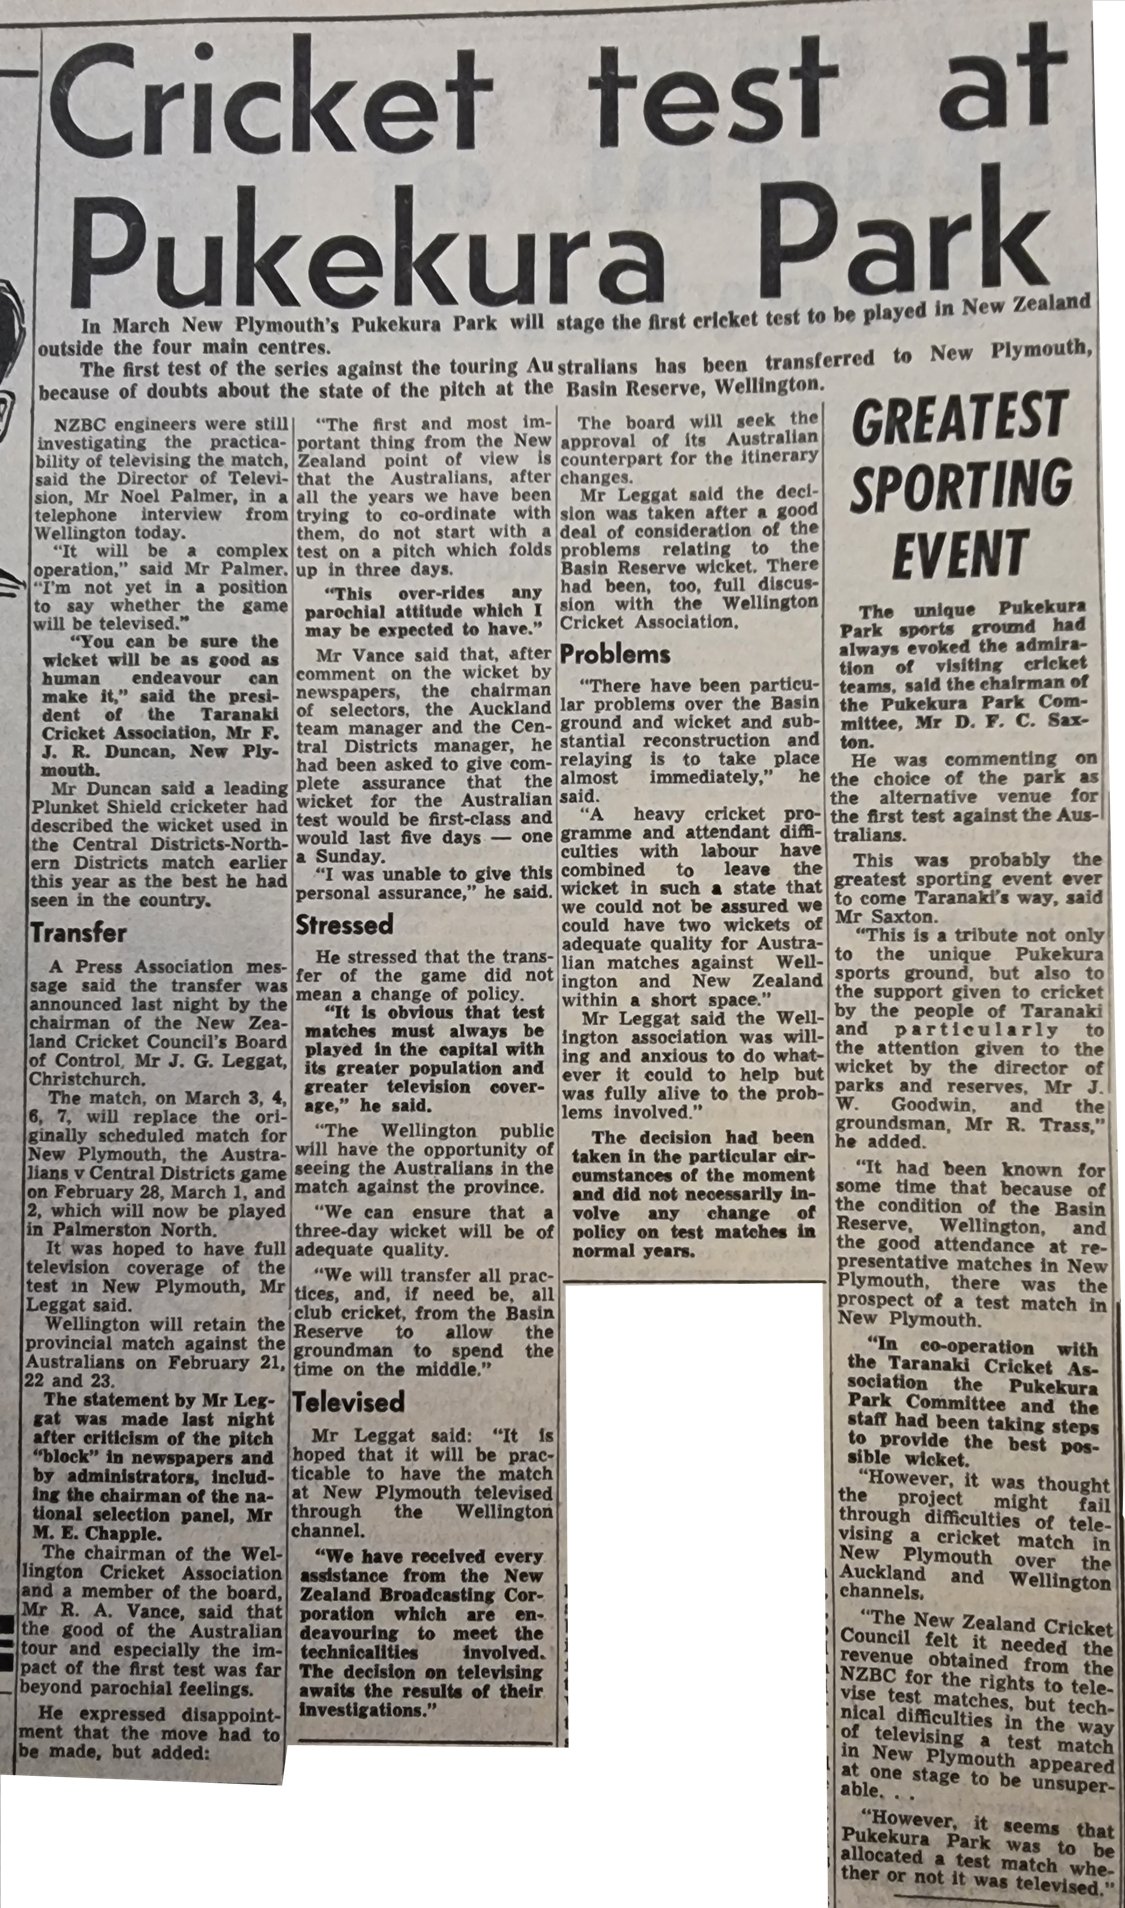 Cricket test at
Pukekura Park
In March New Plymouth's Pukekura Park will stage the first cricket test to be played in New Zealand
outside the four main centres.
The first test of the series against the touring Australians has been transferred to New Plymouth,
because of doubts about the state of the pitch at the Basin Reserve, Wellington.
NZBC engineers were still
investigating the practica-
bility of televising the match,
said the Director of Televi-
sion, Mr Noel Palmer, in a
telephone interview from
Wellington today.
"It will be a complex
operation," said Mr Palmer.
"I'm not yet in a position
to say whether the game
will be televised."
"You can be sure the
wicket will be as good as
human endeavour can
make it," said the presi-
dent of the Taranaki
Cricket Association, Mr F.
J. R. Duncan, New Ply-
mouth.
Mr Duncan said a leading
Plunket Shield cricketer had
described the wicket used in
the Central Districts-North-
ern Districts match earlier
this year as the best he had
seen in the country.
Transfer
A Press Association mes-
sage said the transfer was
announced last night by the
chairman of the New Zea-
land Cricket Council's Board
of Control, Mr J. G. Leggat,
Christchurch.
The match, on March 3, 4,
6, 7, will replace the ori-
ginally scheduled match for
New Plymouth, the Austra-
lians v Central Districts game
on February 28, March 1, and
2, which will now be played
in Palmerston North.
It was hoped to have full
television coverage of the
test in New Plymouth, Mr
Leggat said.
Wellington will retain the
provincial match against the
Australians on February 21,
22 and 23.
The statement by Mr Leg-
gat was made last night
after criticism of the pitch
"block" in newspapers and
by administrators, includ-
ing the chairman of the na-
tional selection panel, Mr
M. E. Chapple.
The chairman of the Wel-
lington Cricket Association
and a member of the board,
Mr R. A. Vance, said that
the good of the Australian
tour and especially the im-
pact of the first test was far
beyond parochial feelings.
He expressed disappoint-
ment that the move had to
be made, but added:
"The first and most im-
portant thing from the New
Zealand point of view is
that the Australians, after
all the years we have been
trying to co-ordinate with
them, do not start with a
test on a pitch which folds
up in three days.
"This over-rides any
parochial attitude which I
may be expected to have."
Mr Vance said that, after
comment on the wicket by
newspapers, the chairman
of selectors, the Auckland
team manager and the Cen-
tral Districts manager, he
had been asked to give com-
plete assurance that the
wicket for the Australian
test would be first-class and
would last five days — one
a Sunday.
"I was unable to give this
personal assurance," he said.
Stressed
He stressed that the trans-
fer of the game did not
mean a change of policy.
"It is obvious that test
matches must always be
played in the capital with
its greater population and
greater television cover-
age," he said.
"The Wellington public
will have the opportunity of
seeing the Australians in the
match against the province.
"We can ensure that a
three-day wicket will be of
adequate quality.
"We will transfer all prac-
tices, and, if need be, all
club cricket, from the Basin
Reserve to allow the
groundman to spend the
time on the middle."
Televised
Mr Leggat said: "It is
hoped that it will be prac-
ticable to have the match
at New Plymouth televised
through the Wellington
channel.
"We have received every
assistance from the New
Zealand Broadcasting Cor-
poration which are en-
deavouring to meet the
technicalities involved.
The decision on televising
awaits the results of their
investigations."
The board will seek the
approval of its Australian
counterpart for the itinerary
changes.
Mr Leggat said the deci-
sion was taken after a good
deal of consideration of the
problems relating to the
Basin Reserve wicket. There
had been, too, full discus-
sion with the Wellington
Cricket Association.
Problems
"There have been particu-
lar problems over the Basin
ground and wicket and sub-
stantial reconstruction and
relaying is to take place
almost immediately," he
said.
"A heavy cricket pro-
gramme and attendant diffi-
culties with labour have
combined to leave the
wicket in such a state that
we could not be assured we
could have two wickets of
adequate quality for Austra-
lian matches against Well-
ington and New Zealand
within a short space."
Mr Leggat said the Well-
ington association was will-
ing and anxious to do what-
ever it could to help but
was fully alive to the prob-
lems involved."
The decision had been
taken in the particular cir-
cumstances of the moment
and did not necessarily in-
volve any change of
policy on test matches in
normal years.
GREATEST
SPORTING
EVENT
The unique Pukekura
Park sports ground had
always evoked the admira-
tion of visiting cricket
teams, said the chairman of
the Pukekura Park Com-
mittee, Mr D. F. C. Sax-
ton.
He was commenting on
the choice of the park as
the alternative venue for
the first test against the Aus-
tralians.
This was probably the
greatest sporting event ever
to come Taranaki's way, said
Mr Saxton.
"This is a tribute not only
to the unique Pukekura
sports ground, but also to
the support given to cricket
by the people of Taranaki
and particularly to
the attention given to the
wicket by the director of
parks and reserves, Mr J.
W. Goodwin, and the
groundsman, Mr R. Trass,"
he added.
"It had been known for
some time that because of
the condition of the Basin
Reserve, Wellington, and
the good attendance at re-
presentative matches in New
Plymouth, there was the
prospect of a test match in
New Plymouth.
"In co-operation with
the Taranaki Cricket As-
sociation the Pukekura
Park Committee and the
staff had been taking steps
to provide the best pos-
sible wicket.
"However, it was thought
the project might fail
through difficulties of tele-
vising a cricket match in
New Plymouth over the
Auckland and Wellington
channels.
"The New Zealand Cricket
Council felt it needed the
revenue obtained from the
NZBC for the rights to tele-
vise test matches, but tech-
nical difficulties in the way
of televising a test match
in New Plymouth appeared
at one stage to be unsuper-
able. . .
"However, it seems that
Pukekura Park was to be
allocated a test match whe-
ther or not it was televised."